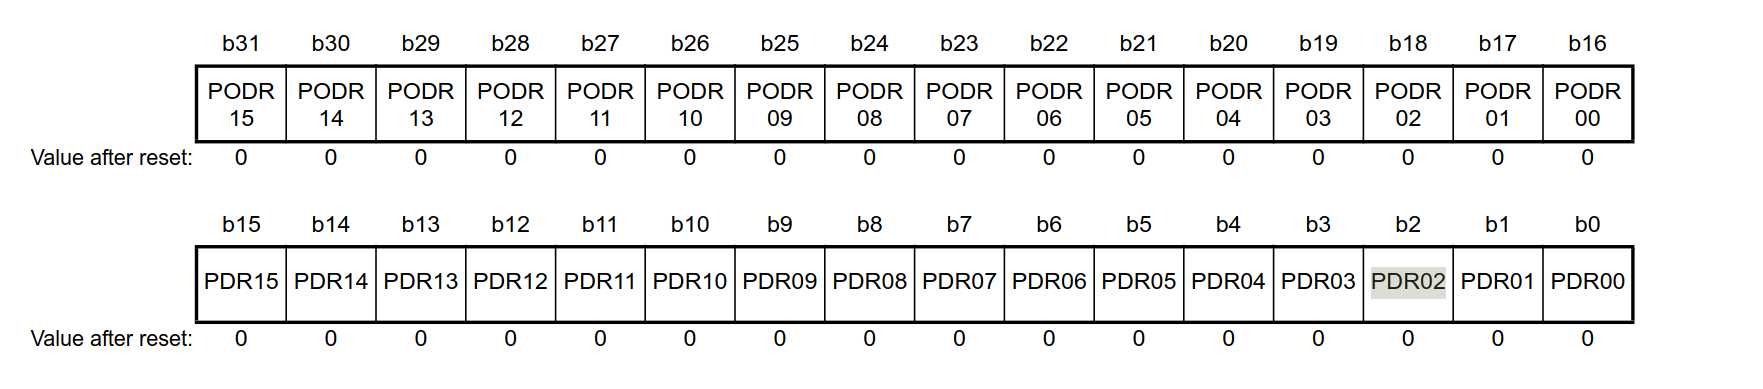 b31 b30 b29 b28 b27 b26 b25 b24 b23 b22 b21 b20 b19 b18 b17 b16
PODR PODR PODR PODR PODR PODR PODR PODR PODR PODR PODR PODR PODR PODR PODR PODR
15 14 13 12 11 10 09 08 07 06 05 04 03 02 01 00
Value after reset: 0 0 0 0 0 0 0 0 0 0 0 0 0 0 0 0
b15 b14 b13 b12 b11 b10 b9 b8 b7 b6 b5 b4 b3 b2 b1 b0
PDR15 PDR14 PDR13 PDR12 PDR11 PDR10 PDR09 PDR08 PDR07 PDR06 PDR05 PDR04 PDR03 PDR02 PDR01 PDR00
Value after reset: 0 0 0 0 0 0 0 0 0 0 0 0 0 0 0 0